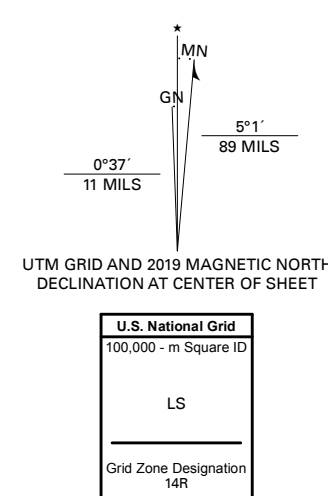 ★
MN
GN
5°1´
89 MILS
0°37´
11 MILS
UTM GRID AND 2019 MAGNETIC NORTH
DECLINATION AT CENTER OF SHEET
U.S. National Grid
100,000 - m Square ID
LS
Grid Zone Designation
14R